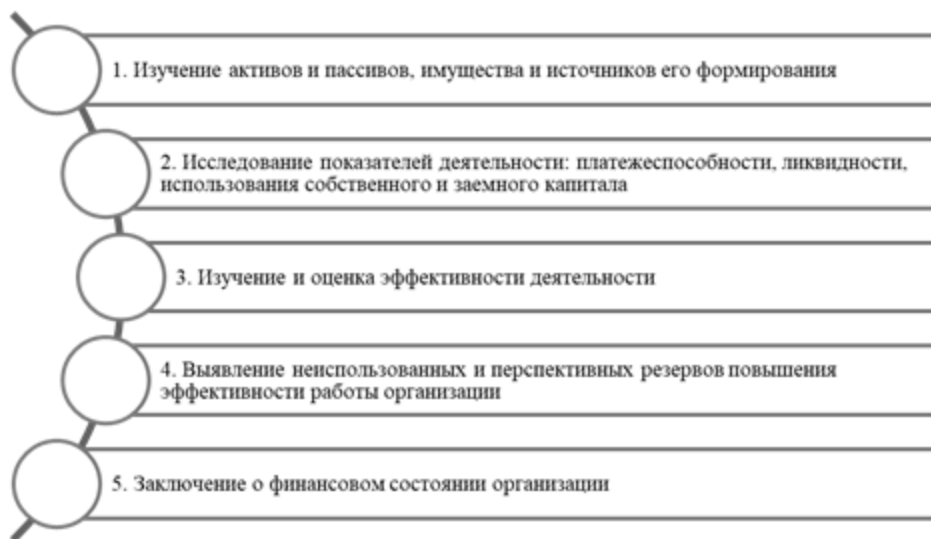 1. Изучение активов и пассивов, имущества и источников его формирования
2. Исследование показателей деятельности: платежеспособности, ликвидности,
использования собственного и заемного капитала
3. Изучение и оценка эффективности деятельности
4. Выявление неиспользованных и перспективных резервов повышения
эффективности работы организации
5. Заключение о финансовом состоянии организации